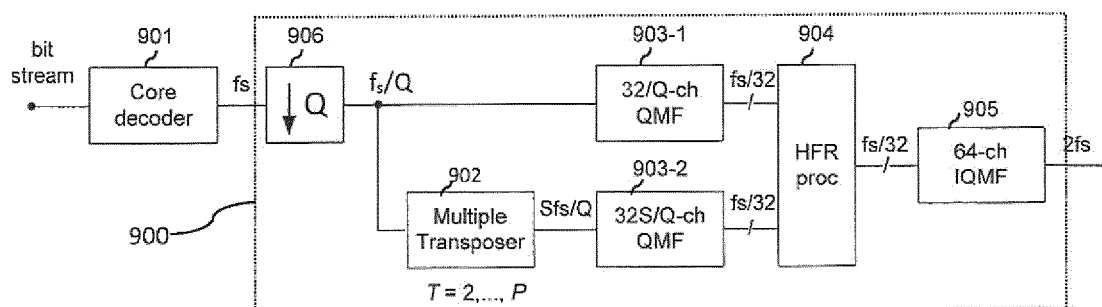 bit
stream
901
Core
decoder
fs
906
↓ Q
fs/Q
903-1
32/Q-ch
QMF
fs/32
904
HFR
proc
fs/32
905
64-ch
IQMF
2fs
900
902
Multiple
Transposer
T = 2,..., P
Sfs/Q
903-2
32S/Q-ch
QMF
fs/32